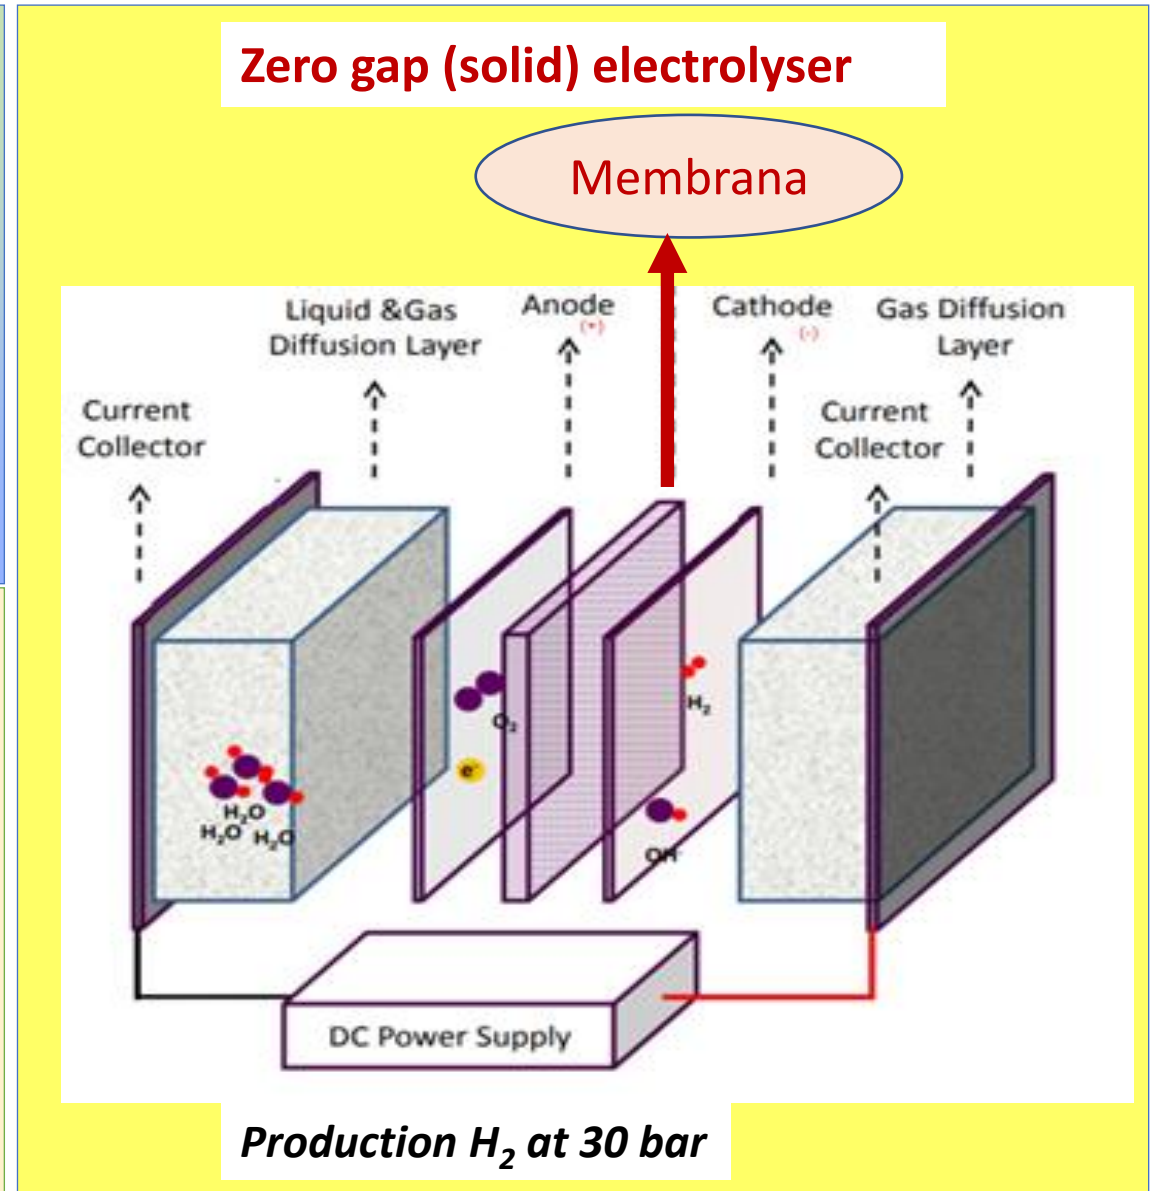 Zero gap (solid) electrolyser
Membrana
Liquid &Gas
Diffusion Layer
Anode
(+)
Cathode
(-)
Gas Diffusion
Layer
Current
Collector
Current
Collector
O₂
H₂
e⁻
H₂O
H₂O H₂O
OH⁻
DC Power Supply
Production H₂ at 30 bar